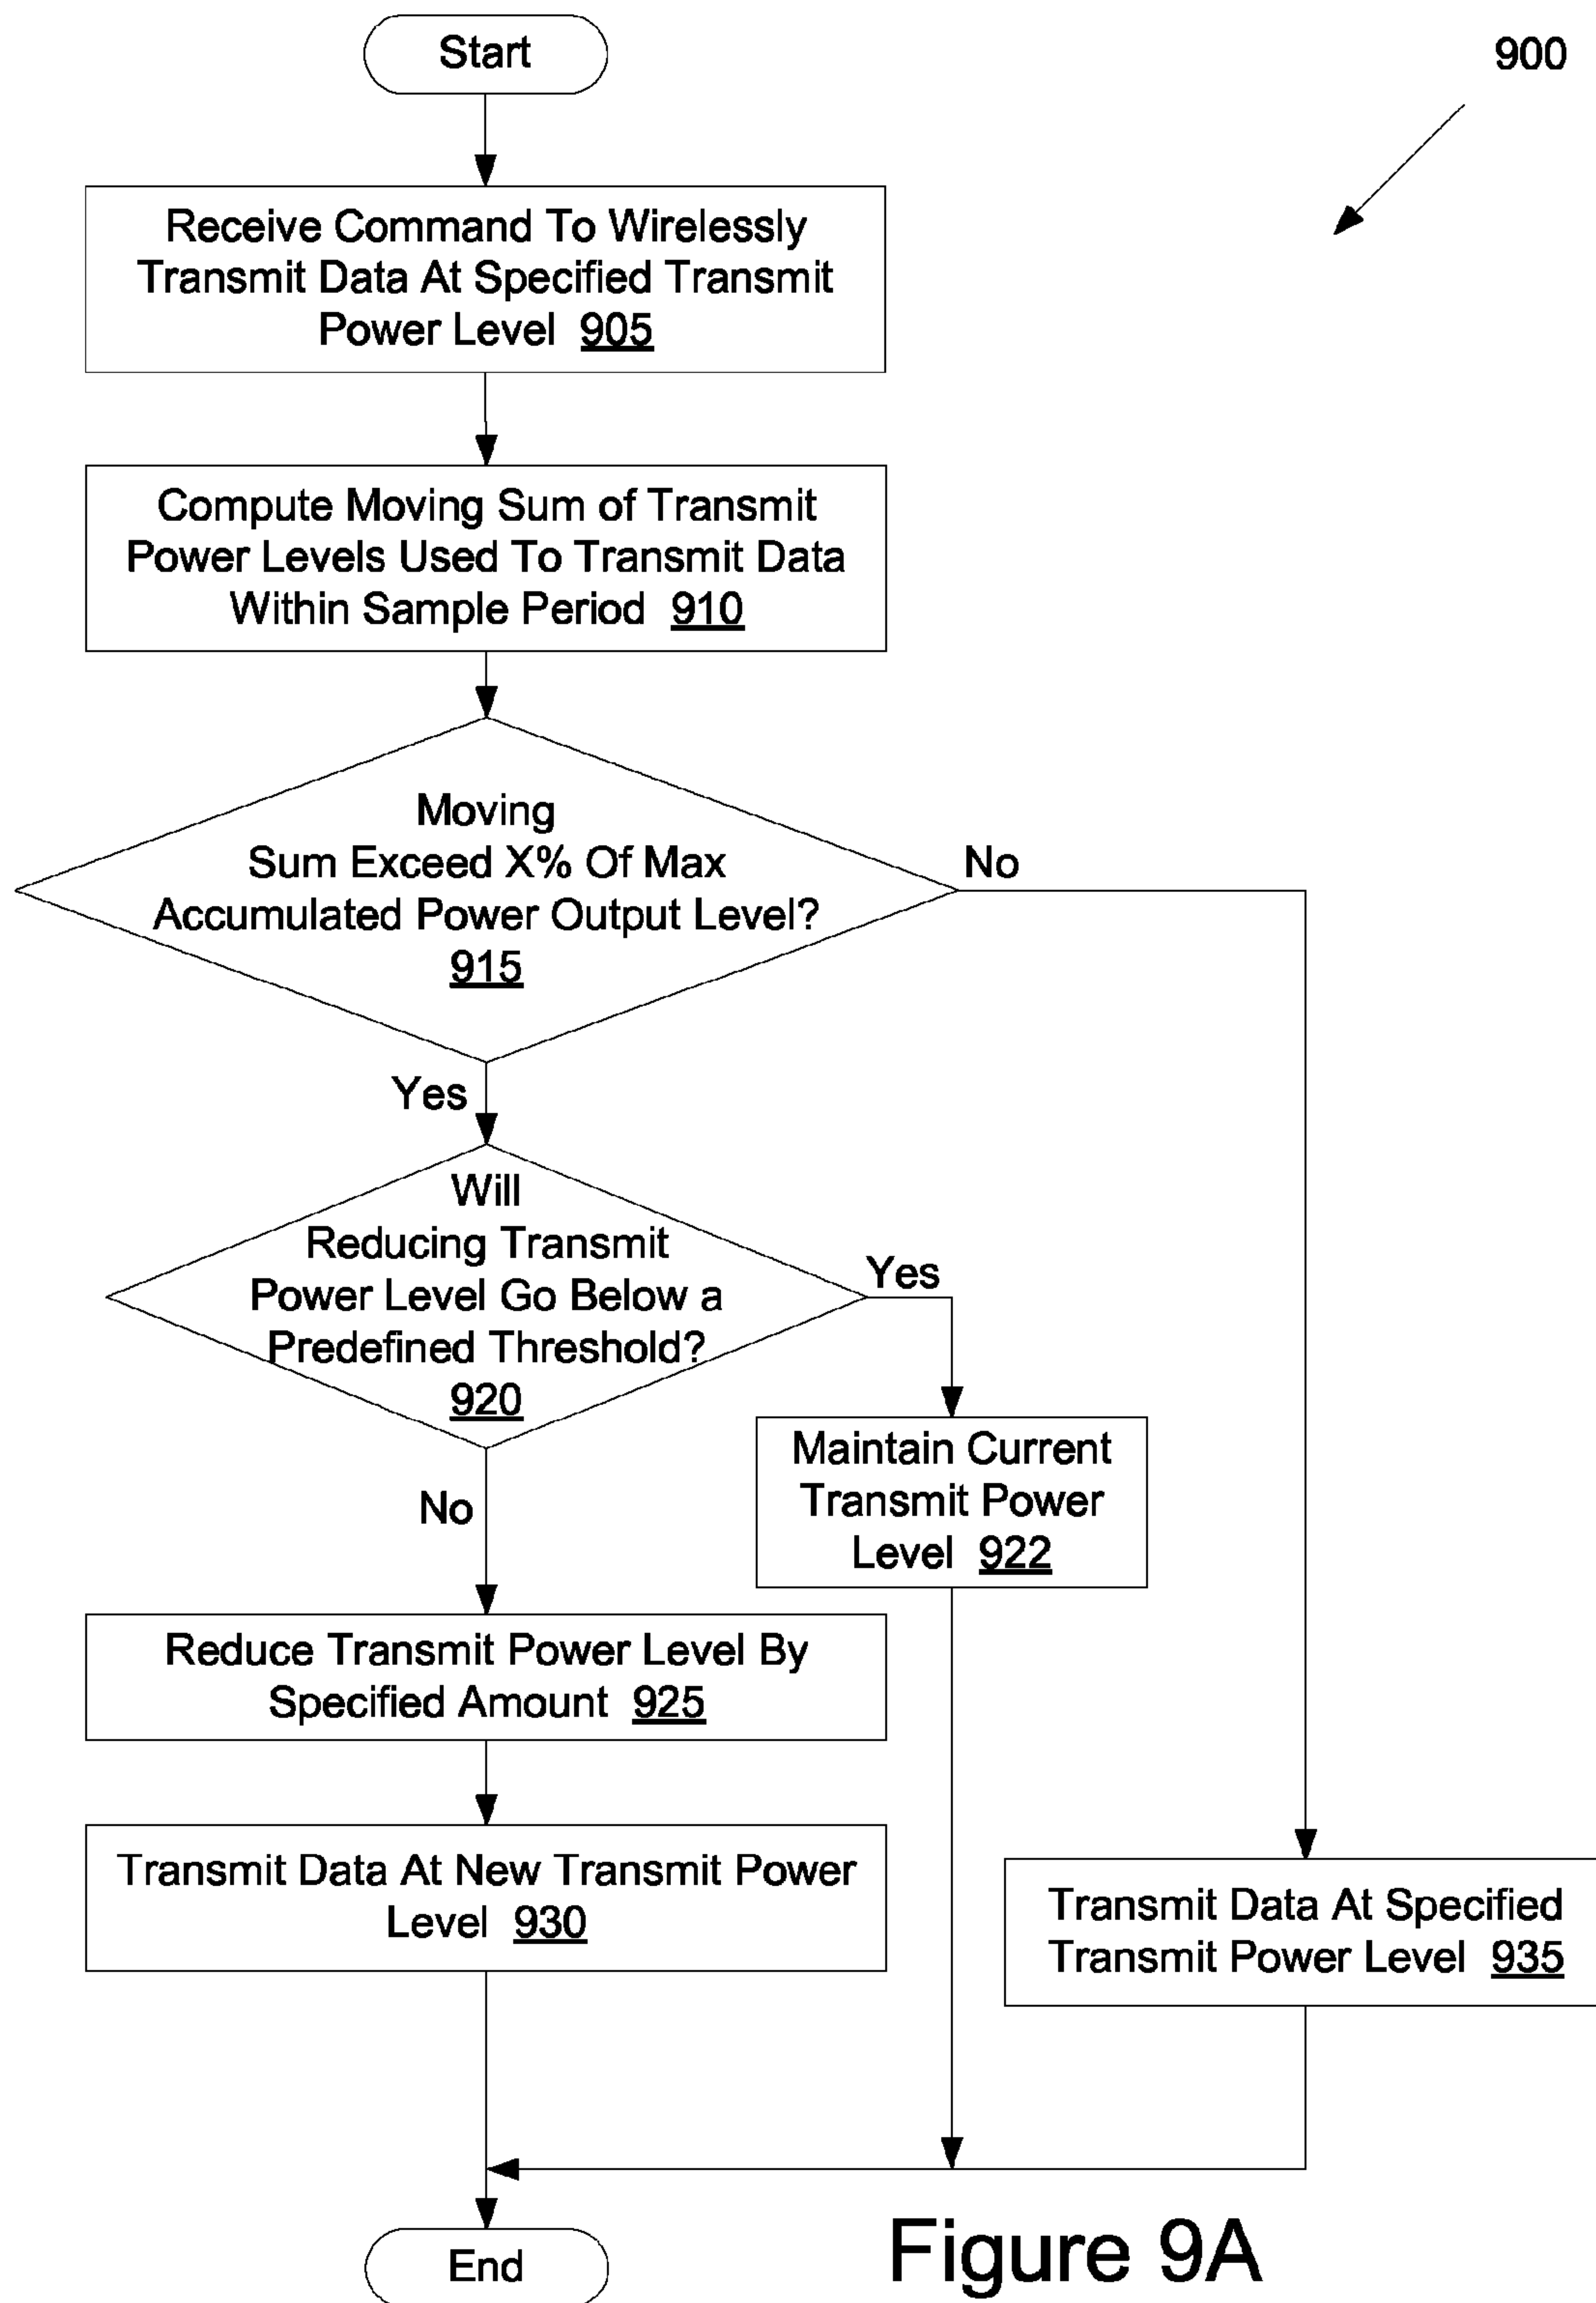 Start
900
Receive Command To Wirelessly
Transmit Data At Specified Transmit
Power Level 905
Compute Moving Sum of Transmit
Power Levels Used To Transmit Data
Within Sample Period 910
Moving
Sum Exceed X% Of Max
Accumulated Power Output Level?
915
No
Yes
Will
Reducing Transmit
Power Level Go Below a
Predefined Threshold?
920
Yes
No
Maintain Current
Transmit Power
Level 922
Reduce Transmit Power Level By
Specified Amount 925
Transmit Data At New Transmit Power
Level 930
Transmit Data At Specified
Transmit Power Level 935
End
Figure 9A